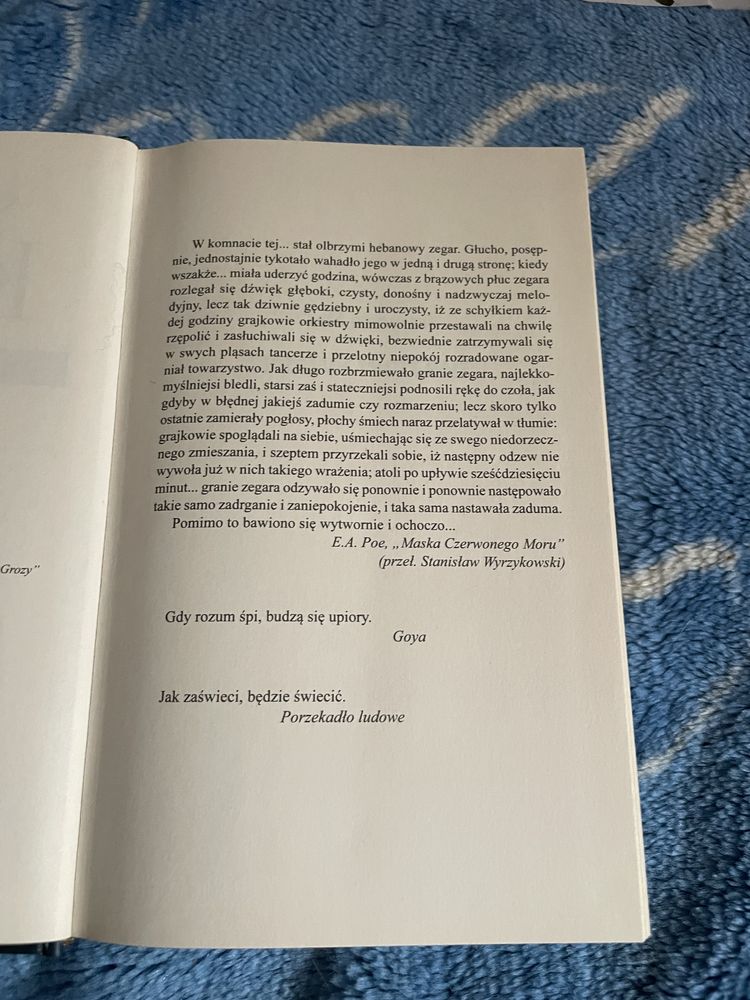 W komnacie tej... stał olbrzymi hebanowy zegar. Głucho, posęp-
nie, jednostajnie tykotało wahadło jego w jedną i drugą stronę; kiedy
wszakże... miała uderzyć godzina, wówczas z brązowych płuc zegara
rozlegał się dźwięk głęboki, czysty, donośny i nadzwyczaj melo-
dyjny, lecz tak dziwnie gędziebny i uroczysty, iż ze schyłkiem każ-
dej godziny grajkowie orkiestry mimowolnie przestawali na chwilę
rzępolić i zasłuchiwali się w dźwięki, bezwiednie zatrzymywali się
w swych pląsach tancerze i przelotny niepokój rozradowane ogar-
niał towarzystwo. Jak długo rozbrzmiewało granie zegara, najlekko-
myślniejsi bledli, starsi zaś i stateczniejsi podnosili rękę do czoła, jak
gdyby w błędnej jakiejś zadumie czy rozmarzeniu; lecz skoro tylko
ostatnie zamierały pogłosy, płochy śmiech naraz przelatywał w tłumie:
grajkowie spoglądali na siebie, uśmiechając się ze swego niedorzecz-
nego zmieszania, i szeptem przyrzekali sobie, iż następny odzew nie
wywoła już w nich takiego wrażenia; atoli po upływie sześćdziesięciu
minut... granie zegara odzywało się ponownie i ponownie następowało
takie samo zadrganie i zaniepokojenie, i taka sama nastawała zaduma.
Pomimo to bawiono się wytwornie i ochoczo...
E.A. Poe, „Maska Czerwonego Moru”
(przeł. Stanisław Wyrzykowski)
Grozy”
Gdy rozum śpi, budzą się upiory.
Goya
Jak zaświeci, będzie świecić.
Porzekadło ludowe